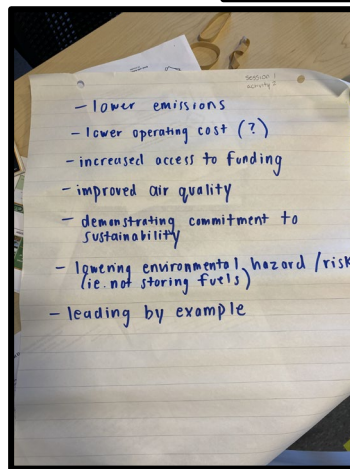 session 1
activity 2
- lower emissions
- lower operating cost (?)
- increased access to funding
- improved air quality
- demonstrating commitment to
sustainability
- lowering environmental hazard/risk
(ie. not storing fuels)
- leading by example